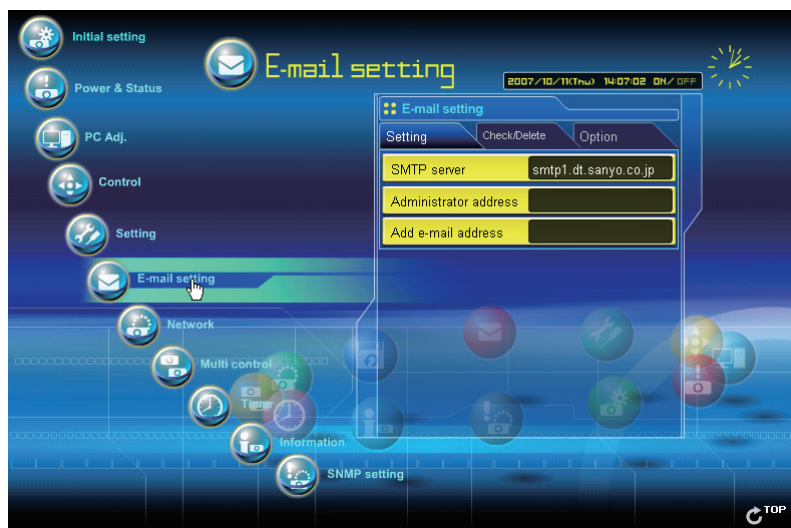 Initial setting
Power & Status
PC Adj.
Control
Setting
E-mail setting
Network
Multi control
Timer
Information
SNMP setting
E-mail setting
2007/10/11(Thu) 14:07:02 ON/OFF
E-mail setting
Setting
Check/Delete
Option
SMTP server
smtp1.dt.sanyo.co.jp
Administrator address
Add e-mail address
TOP